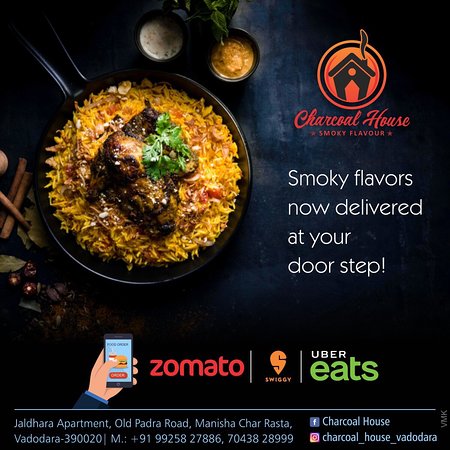 Charcoal House
★ SMOKY FLAVOUR ★
Smoky flavors
now delivered
at your
door step!
FOOD ORDER
ORDER
zomato
SWIGGY
UBER
eats
Jaldhara Apartment, Old Padra Road, Manisha Char Rasta,
Vadodara-390020| M.: +91 99258 27886, 70438 28999
Charcoal House
charcoal_house_vadodara
VMK